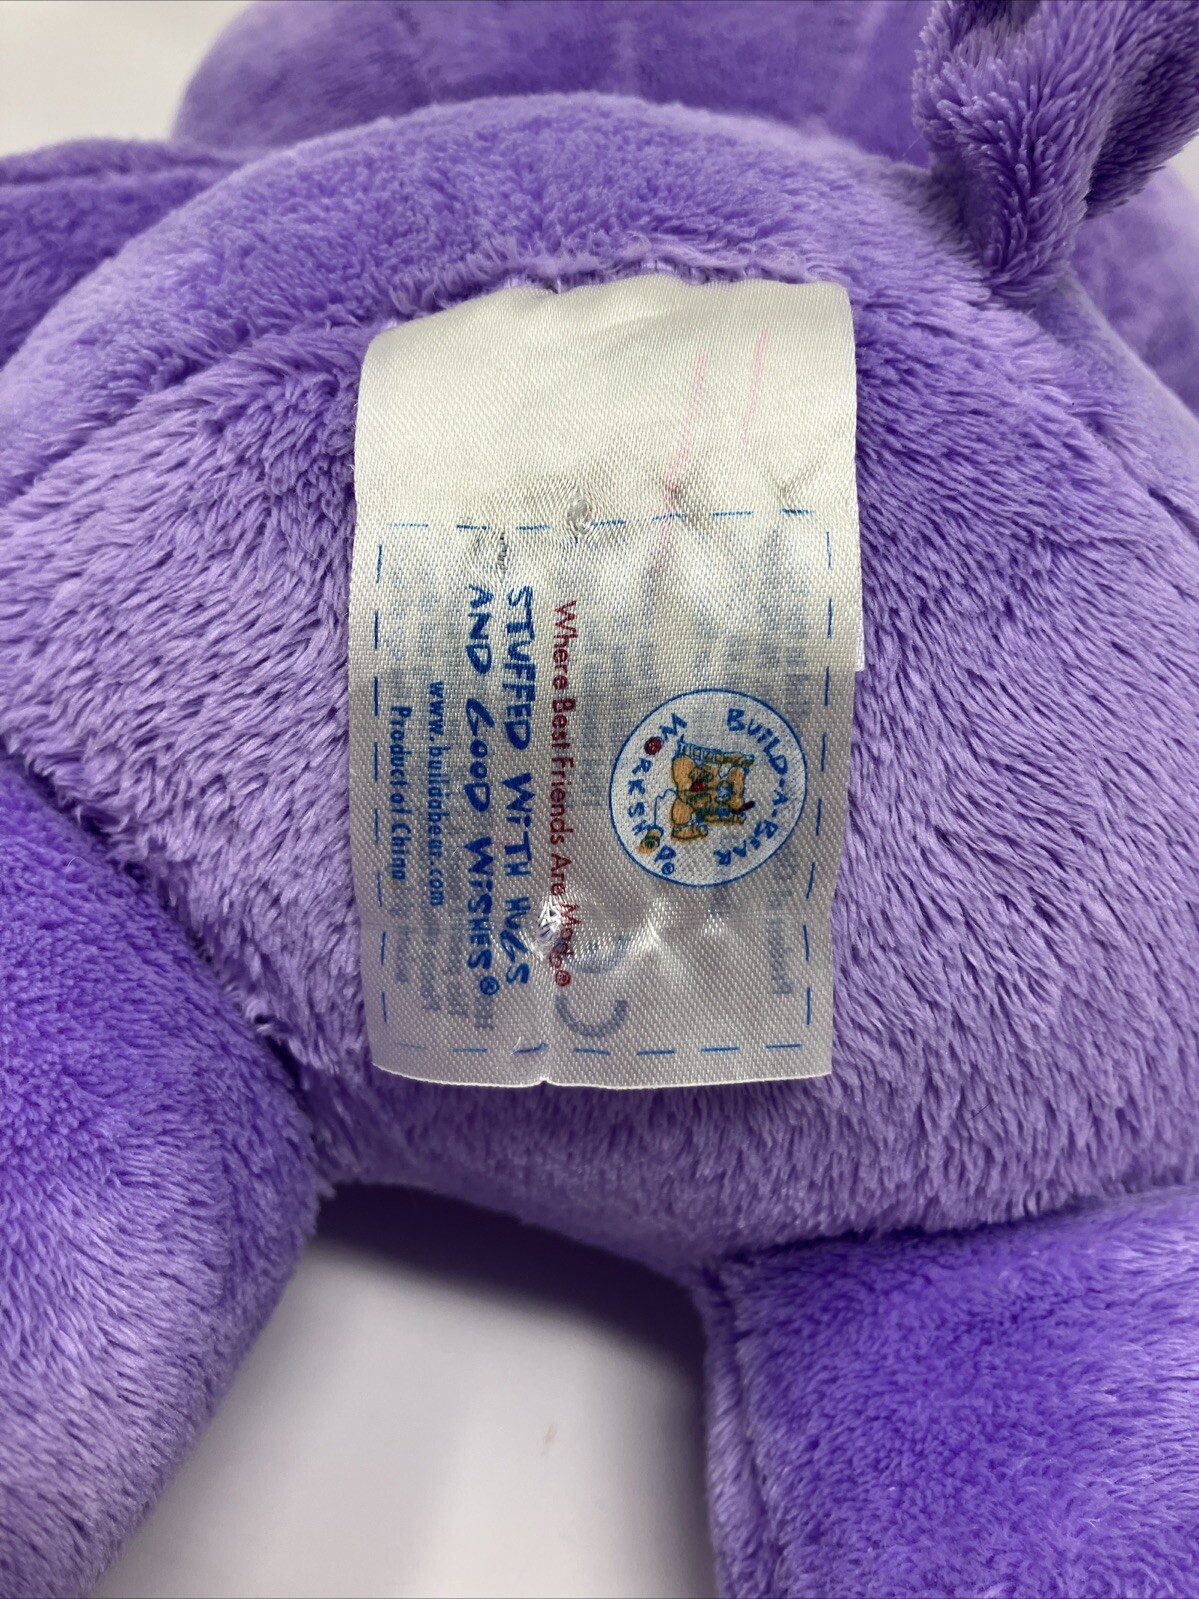 BUILD-A-BEAR
WORKSHOP®
Where Best Friends Are Made®
STUFFED WITH HUGS
AND GOOD WISHES®
www.buildabear.com
Product of China